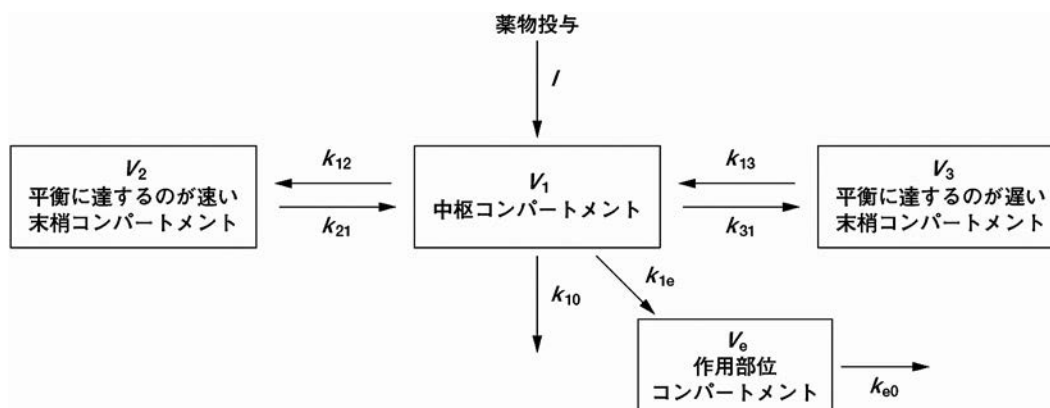 薬物投与
I
V2
平衡に達するのが速い
末梢コンパートメント
k12
k21
V1
中枢コンパートメント
k13
k31
V3
平衡に達するのが遅い
末梢コンパートメント
k10
k1e
Ve
作用部位
コンパートメント
ke0